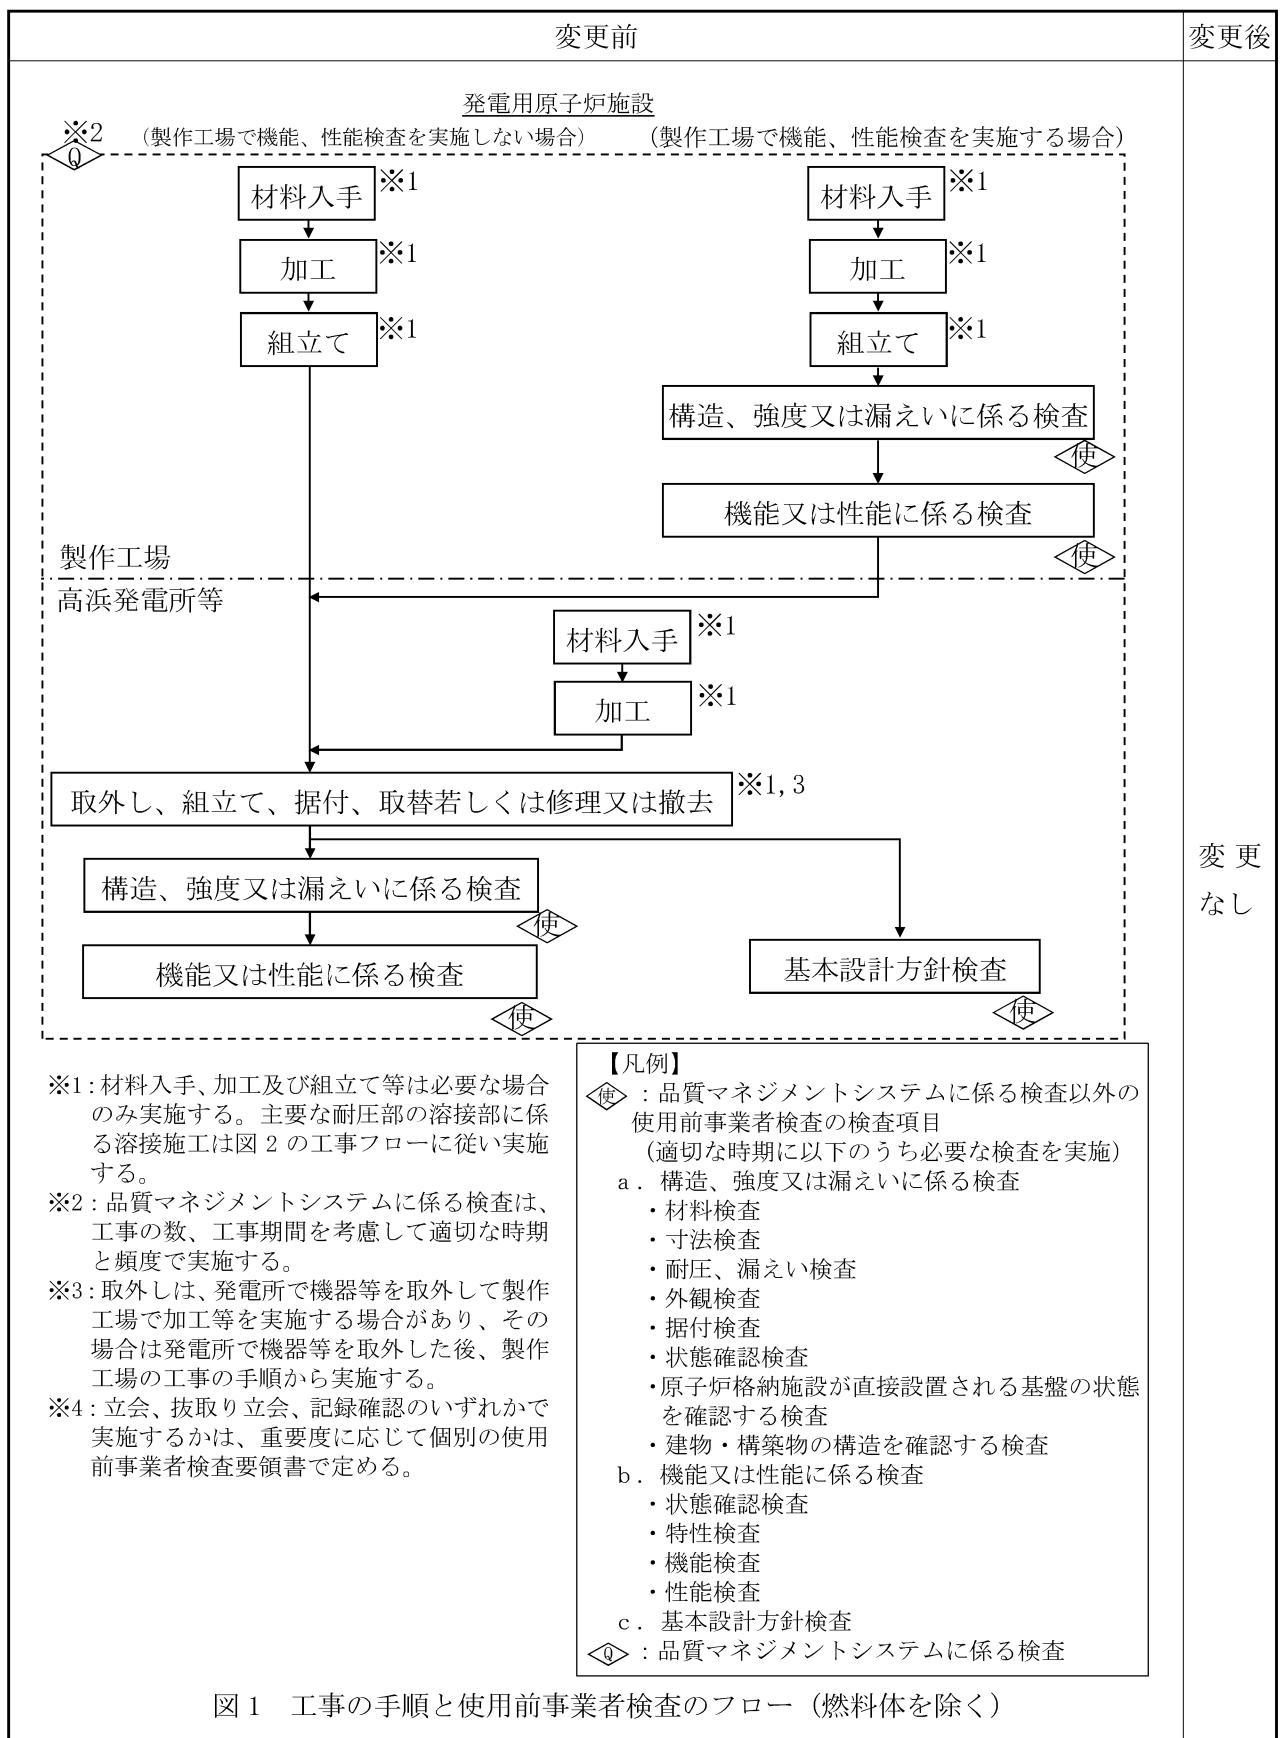 変更前
変更後
発電用原子炉施設
※2
Q
（製作工場で機能、性能検査を実施しない場合）
（製作工場で機能、性能検査を実施する場合）
材料入手
※1
加工
※1
組立て
※1
材料入手
※1
加工
※1
組立て
※1
構造、強度又は漏えいに係る検査
使
機能又は性能に係る検査
使
製作工場
高浜発電所等
材料入手
※1
加工
※1
取外し、組立て、据付、取替若しくは修理又は撤去
※1,3
構造、強度又は漏えいに係る検査
使
機能又は性能に係る検査
使
基本設計方針検査
使
変更
なし
※1：材料入手、加工及び組立て等は必要な場合
のみ実施する。主要な耐圧部の溶接部に係
る溶接施工は図2の工事フローに従い実施
する。
※2：品質マネジメントシステムに係る検査は、
工事の数、工事期間を考慮して適切な時期
と頻度で実施する。
※3：取外しは、発電所で機器等を取外して製作
工場で加工等を実施する場合があり、その
場合は発電所で機器等を取外した後、製作
工場の工事の手順から実施する。
※4：立会、抜取り立会、記録確認のいずれかで
実施するかは、重要度に応じて個別の使用
前事業者検査要領書で定める。
【凡例】
使：品質マネジメントシステムに係る検査以外の
使用前事業者検査の検査項目
（適切な時期に以下のうち必要な検査を実施）
a．構造、強度又は漏えいに係る検査
・材料検査
・寸法検査
・耐圧、漏えい検査
・外観検査
・据付検査
・状態確認検査
・原子炉格納施設が直接設置される基盤の状態
を確認する検査
・建物・構築物の構造を確認する検査
b．機能又は性能に係る検査
・状態確認検査
・特性検査
・機能検査
・性能検査
c．基本設計方針検査
Q：品質マネジメントシステムに係る検査
図1　工事の手順と使用前事業者検査のフロー（燃料体を除く）